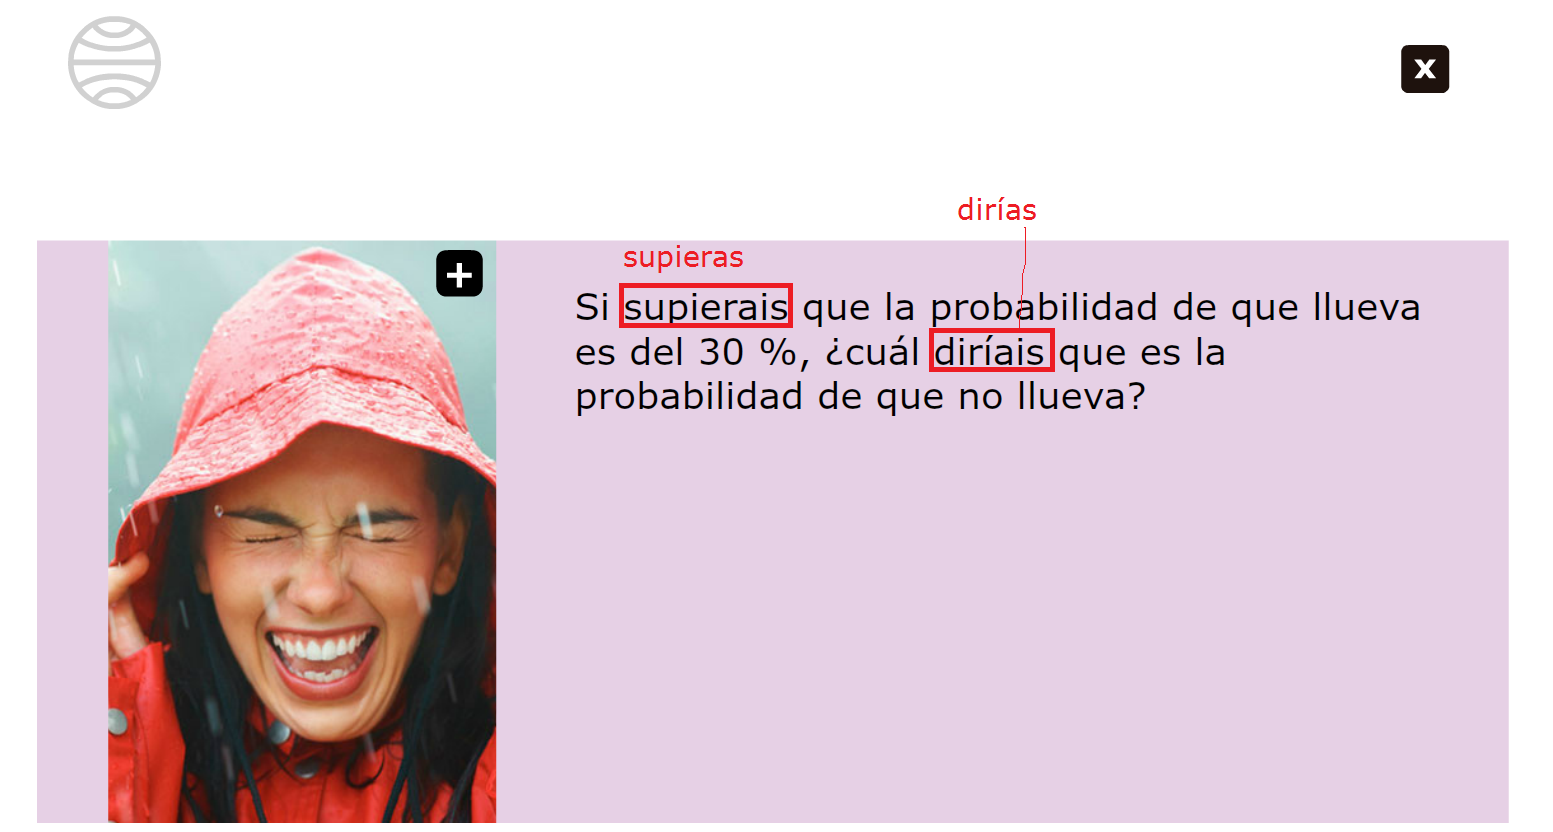 x
dirías
supieras
+
Si supierais que la probabilidad de que llueva
es del 30 %, ¿cuál diríais que es la
probabilidad de que no llueva?